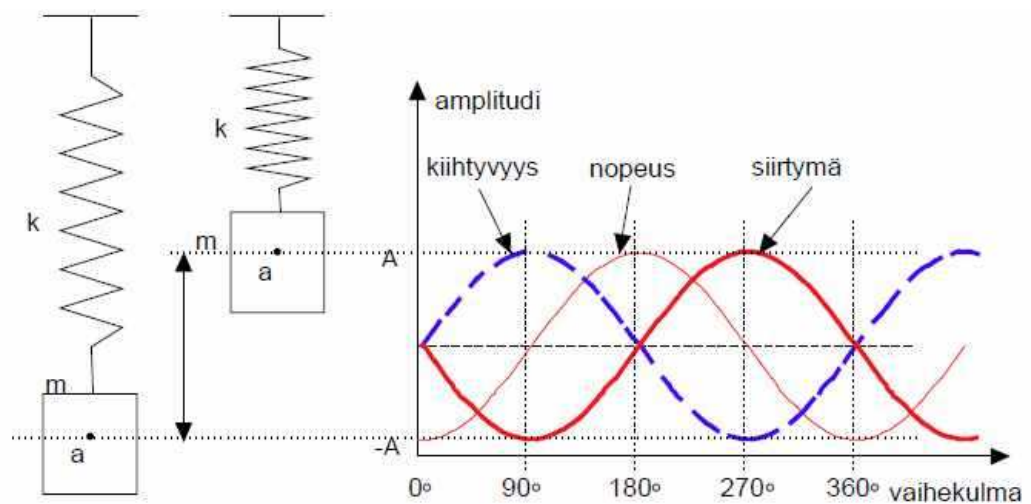 amplitudi
kiihtyvyys nopeus siirtymä
k
k
m
a
A
m
a
-A
0° 90° 180° 270° 360° vaihekulma